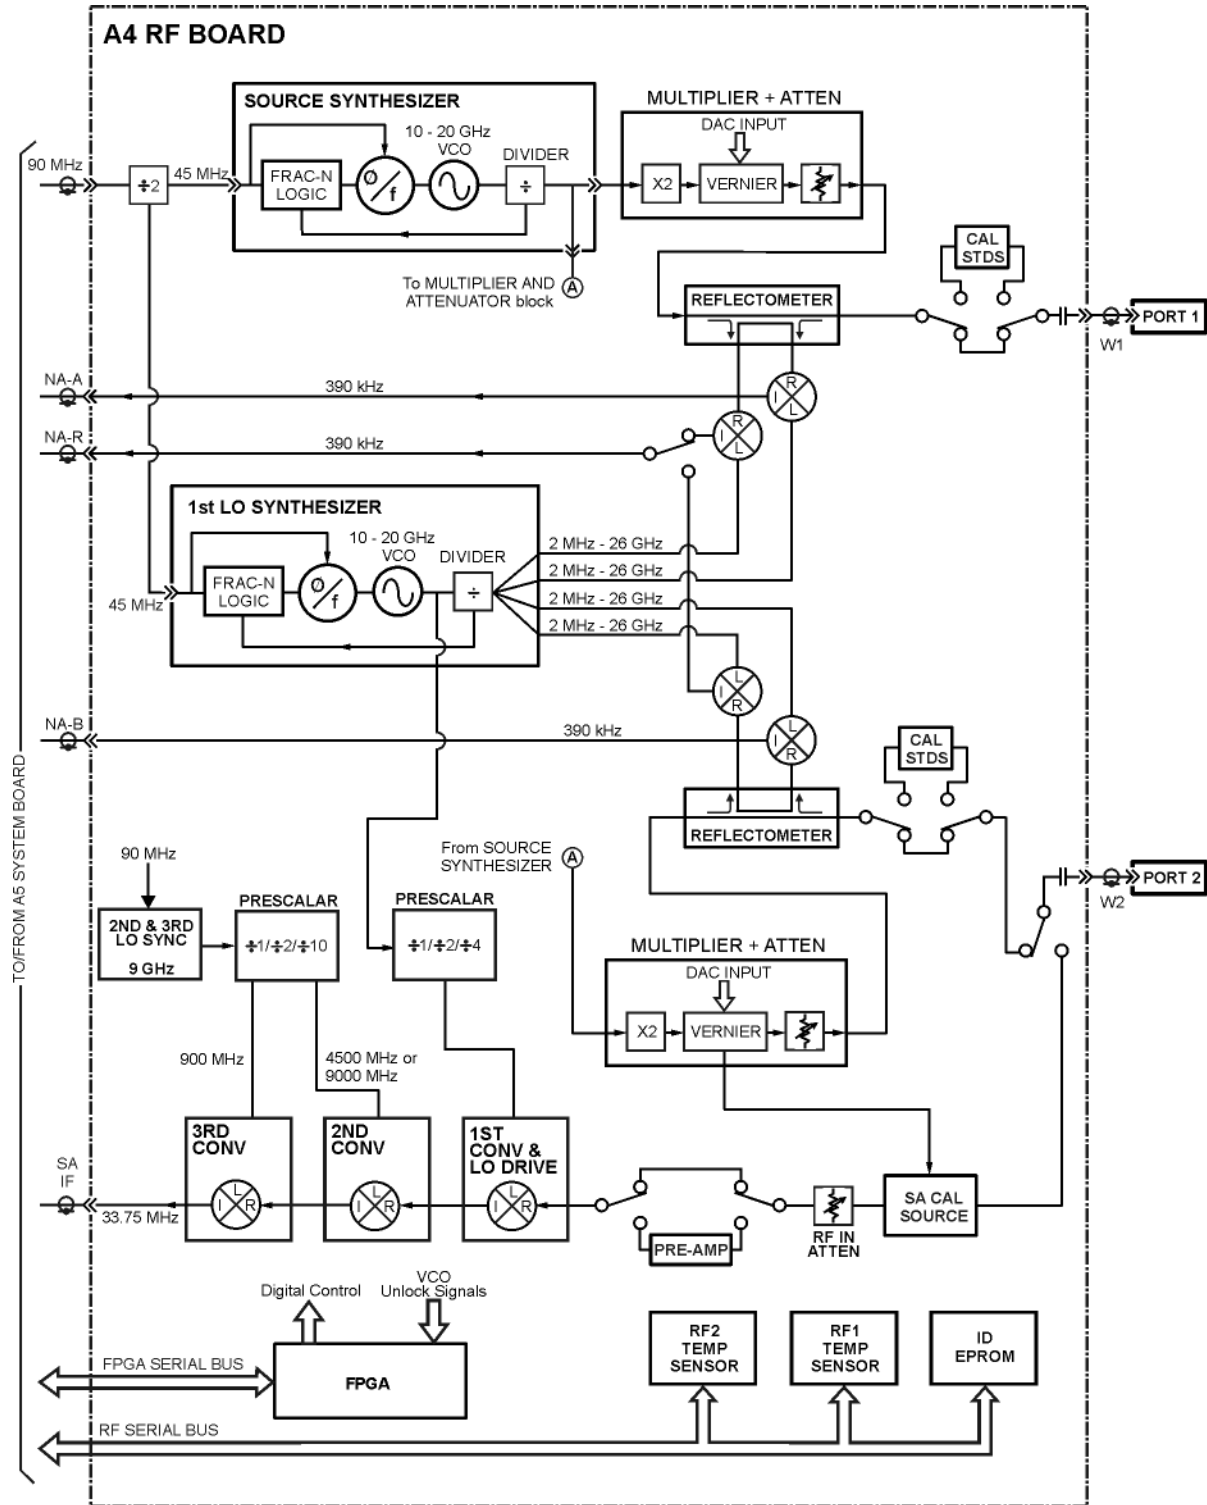 A4 RF BOARD
SOURCE SYNTHESIZER
10 - 20 GHz
VCO
DIVIDER
FRAC-N
LOGIC
Ø
f
÷
MULTIPLIER + ATTEN
DAC INPUT
X2
VERNIER
90 MHz
÷2
45 MHz
To MULTIPLIER AND
ATTENUATOR block
A
CAL
STDS
REFLECTOMETER
PORT 1
W1
NA-A
390 kHz
R
I
L
NA-R
390 kHz
R
I
L
1st LO SYNTHESIZER
10 - 20 GHz
VCO
DIVIDER
FRAC-N
LOGIC
Ø
f
÷
45 MHz
2 MHz - 26 GHz
2 MHz - 26 GHz
2 MHz - 26 GHz
2 MHz - 26 GHz
L
I
R
NA-B
390 kHz
L
I
R
CAL
STDS
REFLECTOMETER
TO/FROM A5 SYSTEM BOARD
From SOURCE
SYNTHESIZER
A
PORT 2
W2
90 MHz
2ND & 3RD
LO SYNC
9 GHz
PRESCALAR
÷1/÷2/÷10
PRESCALAR
÷1/÷2/÷4
MULTIPLIER + ATTEN
DAC INPUT
X2
VERNIER
900 MHz
4500 MHz or
9000 MHz
3RD
CONV
L
I
R
2ND
CONV
L
I
R
1ST
CONV &
LO DRIVE
L
I
R
SA
IF
33.75 MHz
PRE-AMP
RF IN
ATTEN
SA CAL
SOURCE
Digital Control
VCO
Unlock Signals
FPGA SERIAL BUS
FPGA
RF2
TEMP
SENSOR
RF1
TEMP
SENSOR
ID
EPROM
RF SERIAL BUS